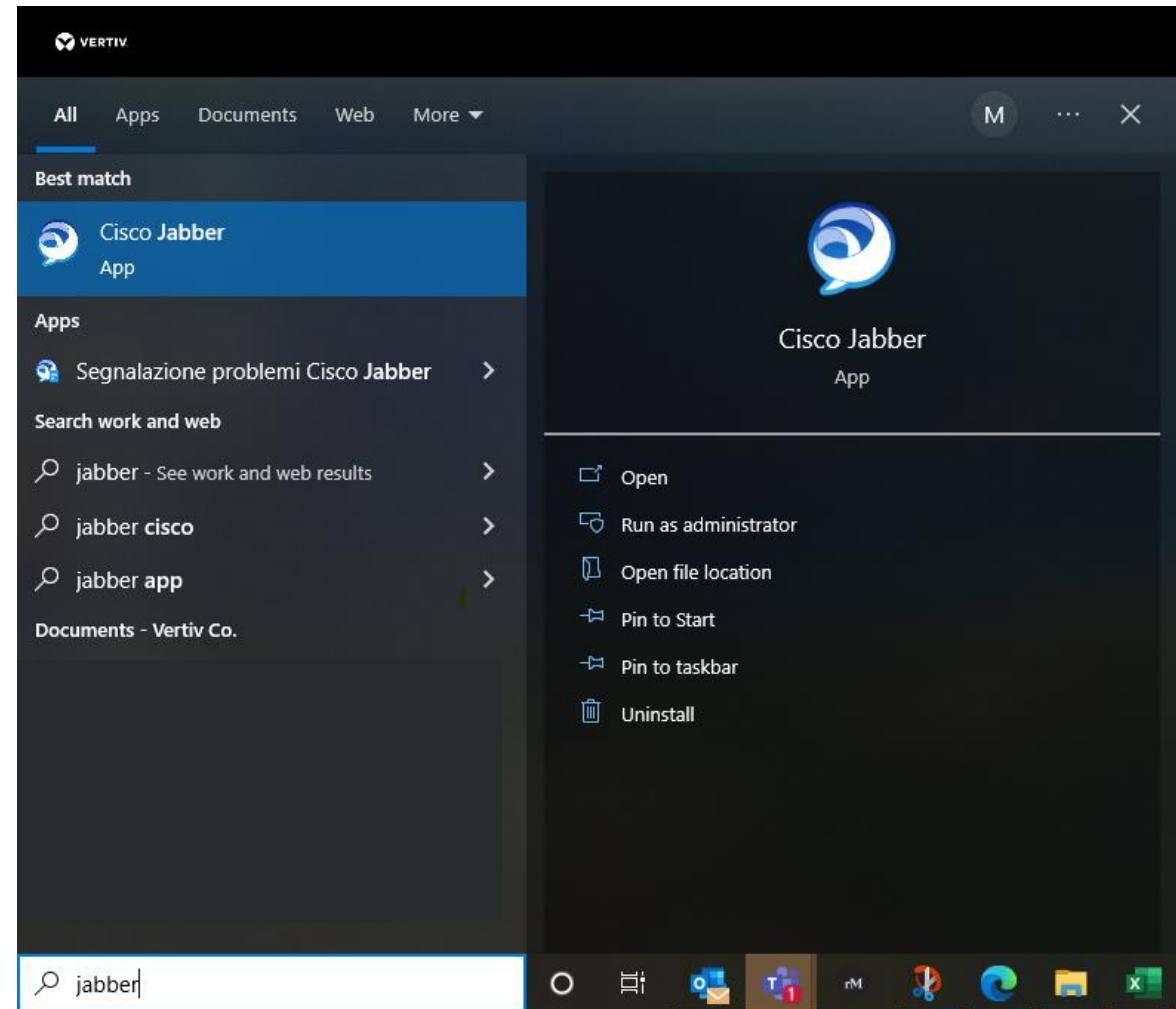 VERTIV.
All Apps Documents Web More M ...
Best match
Cisco Jabber
App
Apps
Segnalazione problemi Cisco Jabber
Search work and web
jabber - See work and web results
jabber cisco
jabber app
Documents - Vertiv Co.
Cisco Jabber
App
Open
Run as administrator
Open file location
Pin to Start
Pin to taskbar
Uninstall
jabber
T 1 rM x